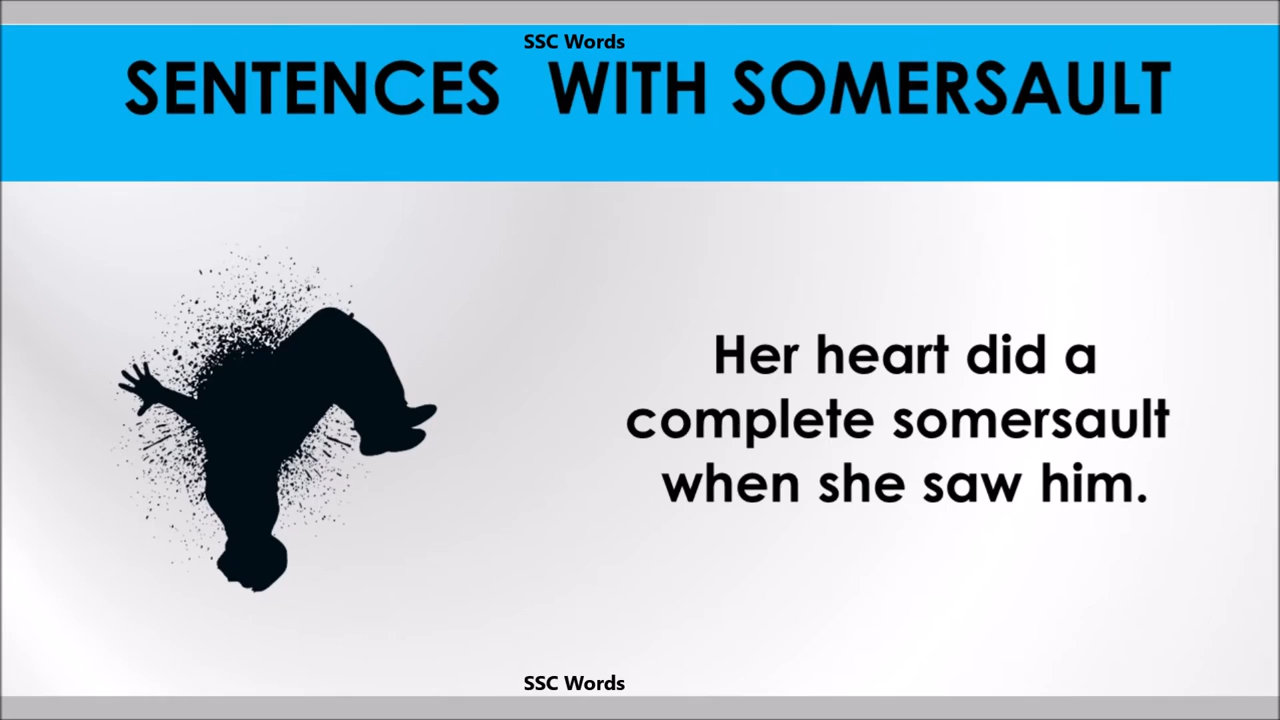 SSC Words
SENTENCES WITH SOMERSAULT
Her heart did a
complete somersault
when she saw him.
SSC Words